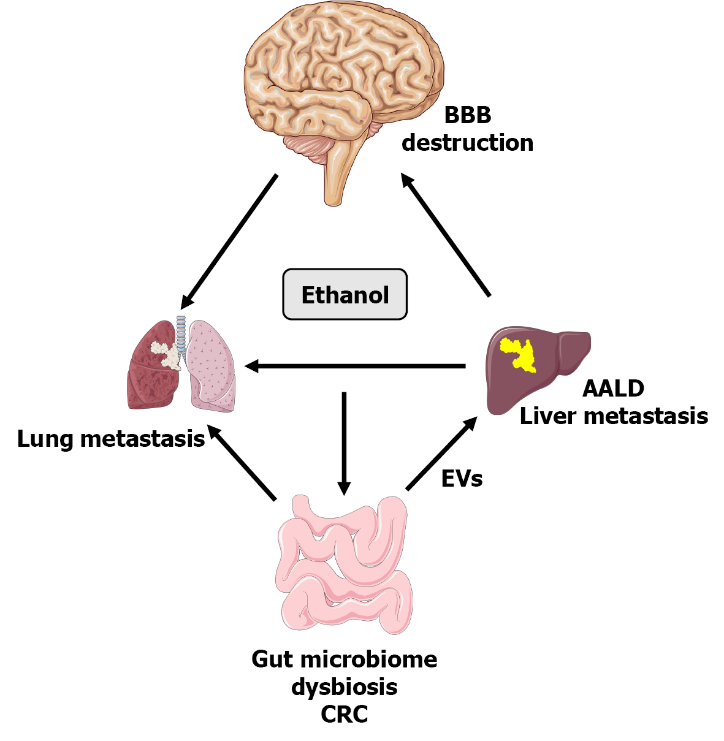 BBB
destruction
Ethanol
AALD
Liver metastasis
Lung metastasis
EVs
Gut microbiome
dysbiosis
CRC